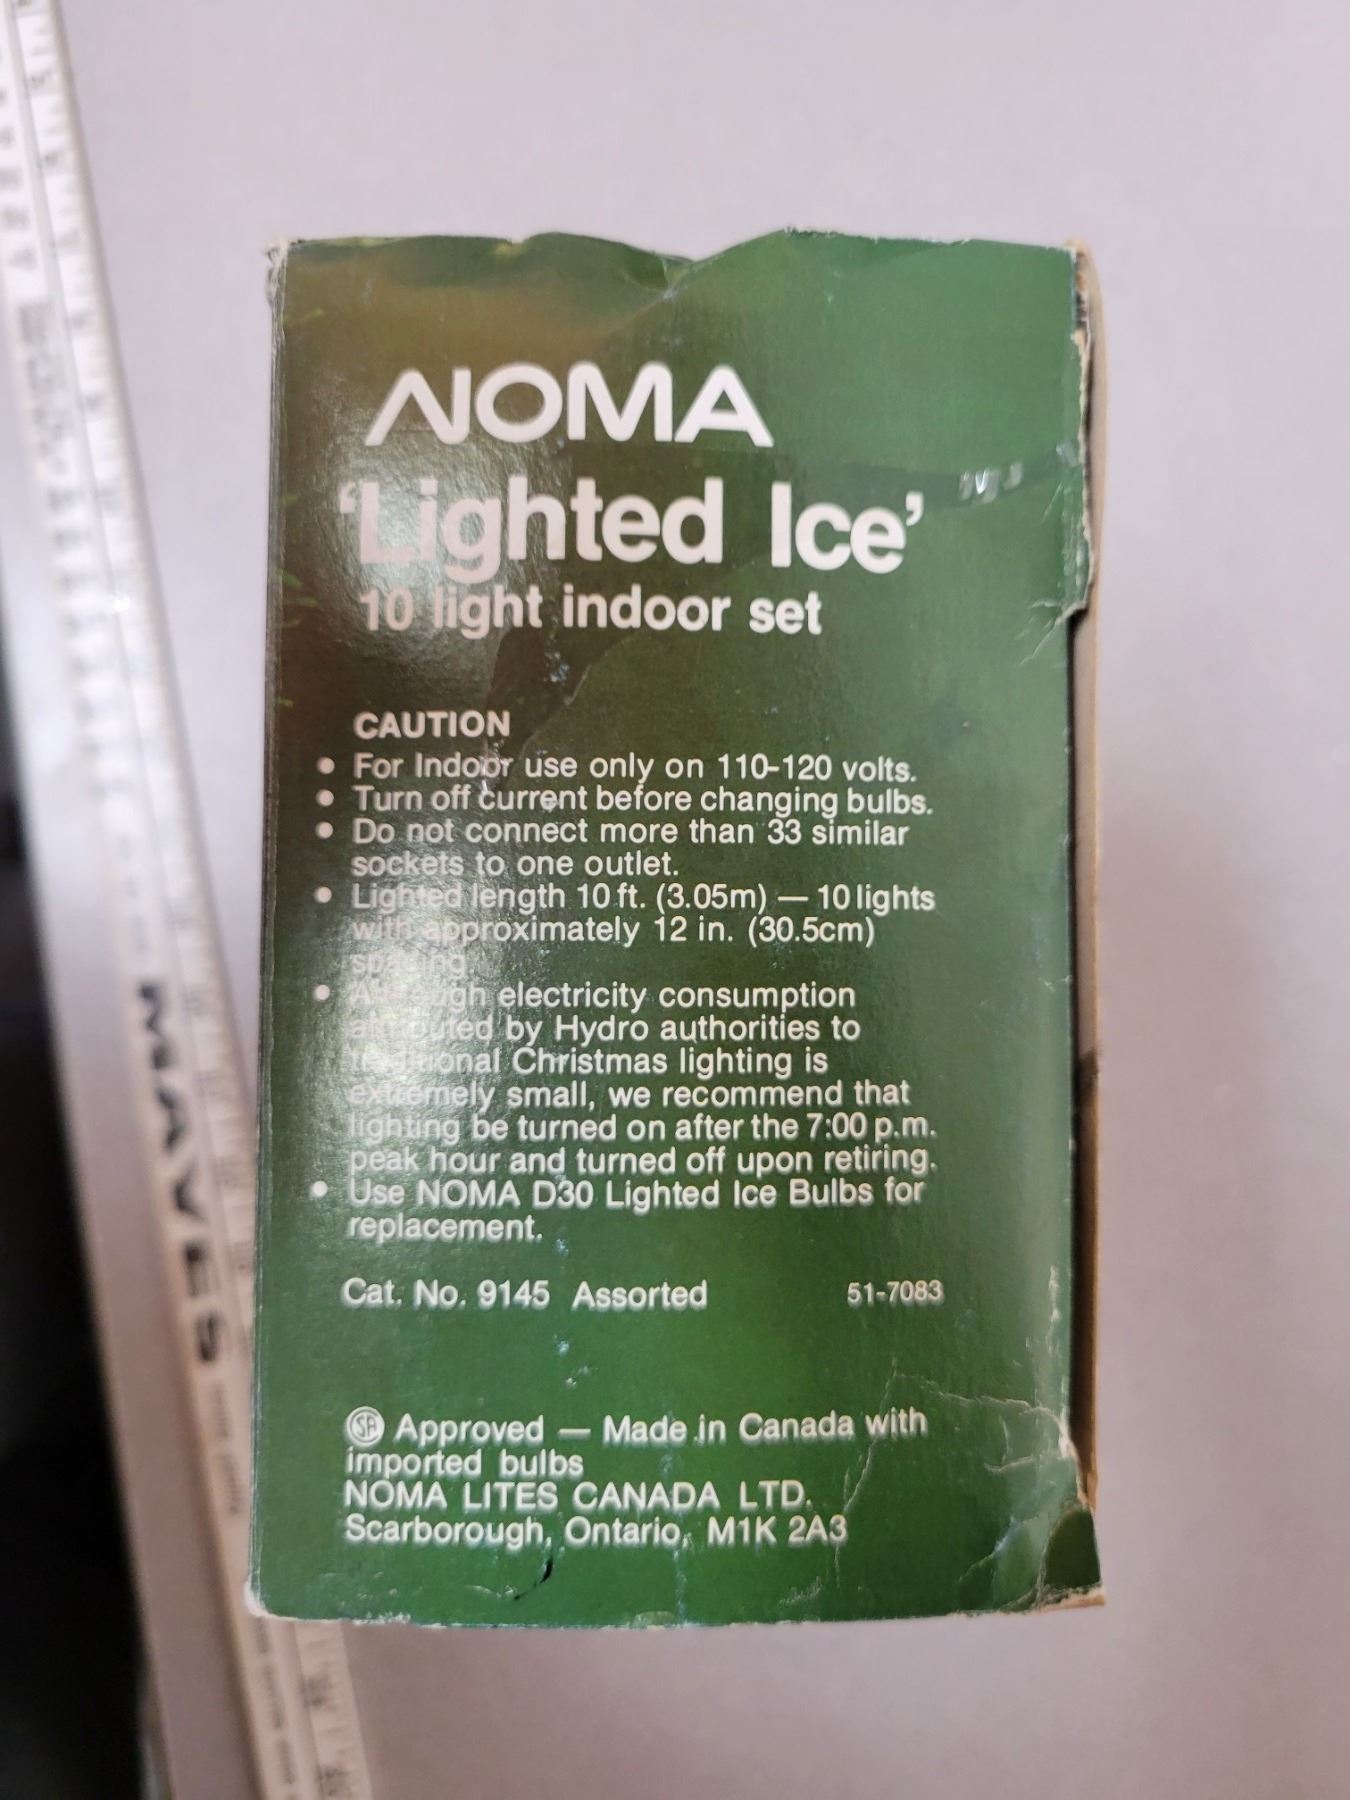 NOMA
'Lighted Ice'
10 light indoor set
CAUTION
• For Indoor use only on 110-120 volts.
• Turn off current before changing bulbs.
• Do not connect more than 33 similar
sockets to one outlet.
• Lighted length 10 ft. (3.05m) — 10 lights
with approximately 12 in. (30.5cm)
spacing
• Although electricity consumption
attributed by Hydro authorities to
traditional Christmas lighting is
extremely small, we recommend that
lighting be turned on after the 7:00 p.m.
peak hour and turned off upon retiring.
• Use NOMA D30 Lighted Ice Bulbs for
replacement.
Cat. No. 9145 Assorted 51-7083
Approved — Made in Canada with
imported bulbs
NOMA LITES CANADA LTD.
Scarborough, Ontario, M1K 2A3
MAYES